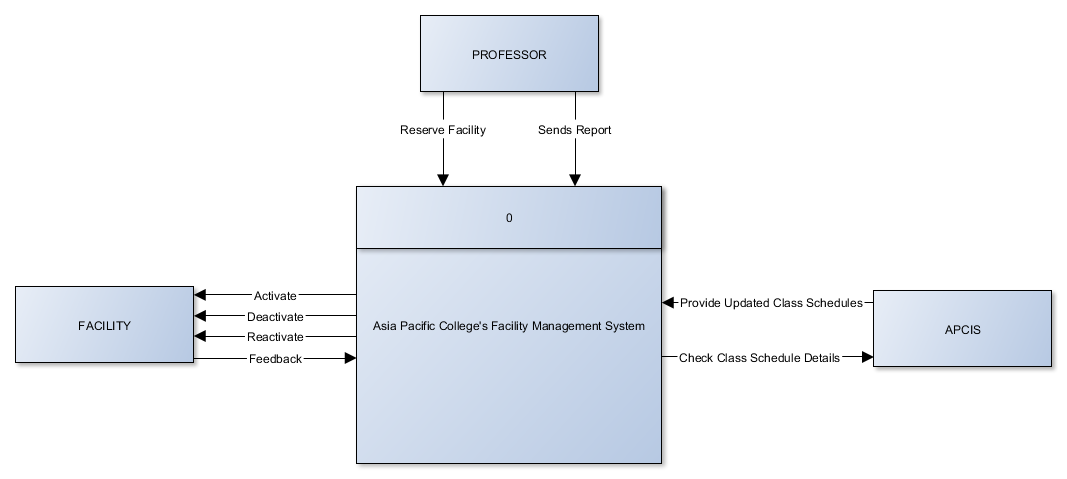 PROFESSOR
Reserve Facility
Sends Report
0
Activate
Deactivate
Reactivate
Feedback
FACILITY
Asia Pacific College's Facility Management System
Provide Updated Class Schedules
Check Class Schedule Details
APCIS